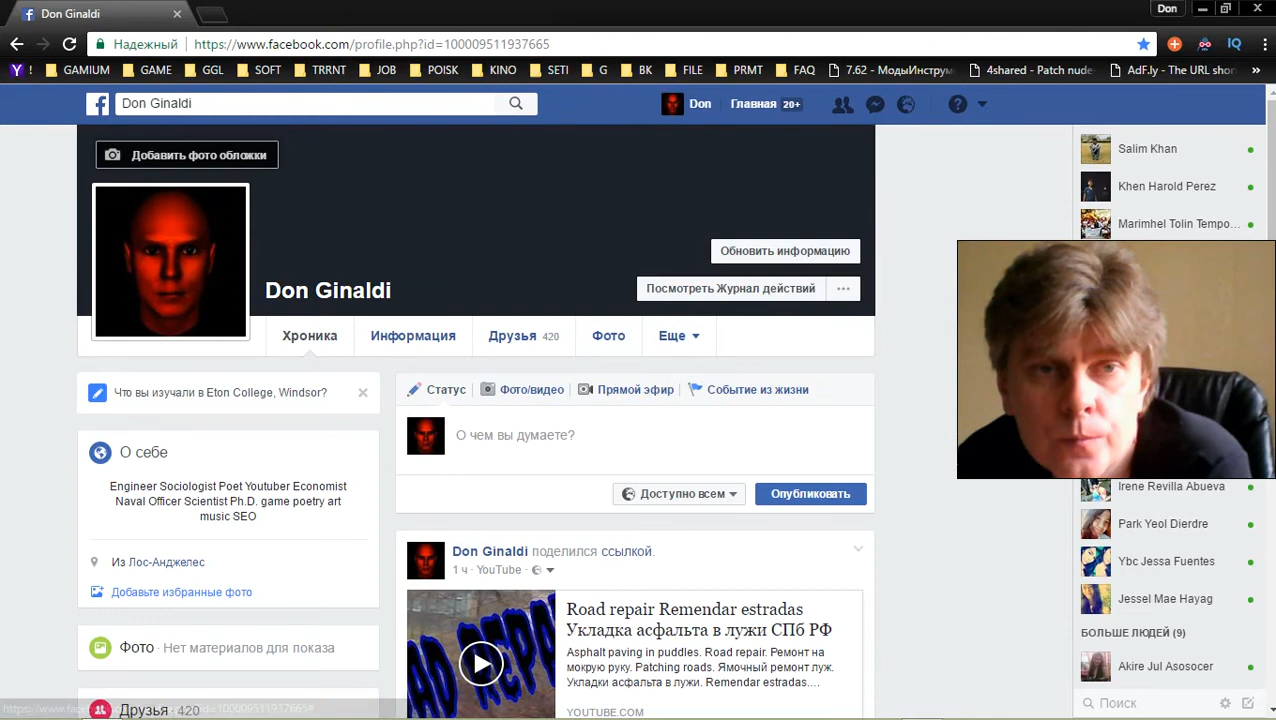 Don Ginaldi
Don
Надежный
https://www.facebook.com/profile.php?id=100009511937665
!
GAMIUM
GAME
GGL
SOFT
TRRNT
JOB
POISK
KINO
SETI
G
BK
FILE
PRMT
FAQ
7.62 - МодыИнструм
4shared - Patch nude
AdF.ly - The URL shor
»
Don Ginaldi
Don
Главная 20+
Добавить фото обложки
Обновить информацию
Don Ginaldi
Посмотреть Журнал действий
Хроника
Информация
Друзья 420
Фото
Еще
Что вы изучали в Eton College, Windsor?
О себе
Engineer Sociologist Poet Youtuber Economist
Naval Officer Scientist Ph.D. game poetry art
music SEO
Из Лос-Анджелес
Добавьте избранные фото
Фото · Нет материалов для показа
Друзья · 420
Статус
Фото/видео
Прямой эфир
Событие из жизни
О чем вы думаете?
Доступно всем
Опубликовать
Don Ginaldi поделился ссылкой.
1 ч · YouTube ·
Road repair Remendar estradas
Укладка асфальта в лужи СПб РФ
Asphalt paving in puddles. Road repair. Ремонт на
мокрую руку. Patching roads. Ямочный ремонт луж.
Укладки асфальта в лужи. Remendar estradas....
YOUTUBE.COM
Salim Khan
Khen Harold Perez
Marimhel Tolin Tempo...
Irene Revilla Abueva
Park Yeol Dierdre
Ybc Jessa Fuentes
Jessel Mae Hayag
БОЛЬШЕ ЛЮДЕЙ (9)
Akire Jul Asosocer
Поиск